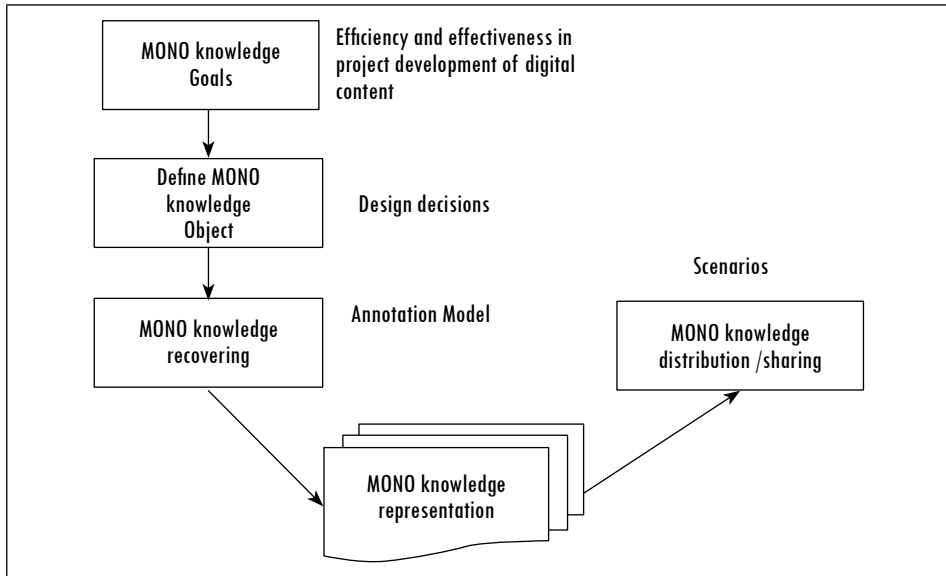 MONO knowledge
Goals
Efficiency and effectiveness in
project development of digital
content
Define MONO
knowledge
Object
Design decisions
MONO knowledge
recovering
Annotation Model
Scenarios
MONO knowledge
distribution /sharing
MONO knowledge
representation